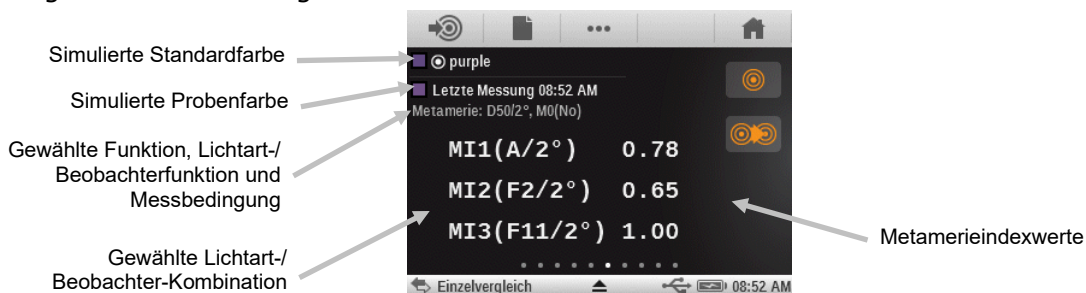 Simulierte Standardfarbe
Simulierte Probenfarbe
Gewählte Funktion, Lichtart-/
Beobachterfunktion und
Messbedingung
Gewählte Lichtart-/
Beobachter-Kombination
purple
Letzte Messung 08:52 AM
Metamerie: D50/2°, M0(No)
MI1(A/2°) 0.78
MI2(F2/2°) 0.65
MI3(F11/2°) 1.00
Einzelvergleich 08:52 AM
Metamerieindexwerte